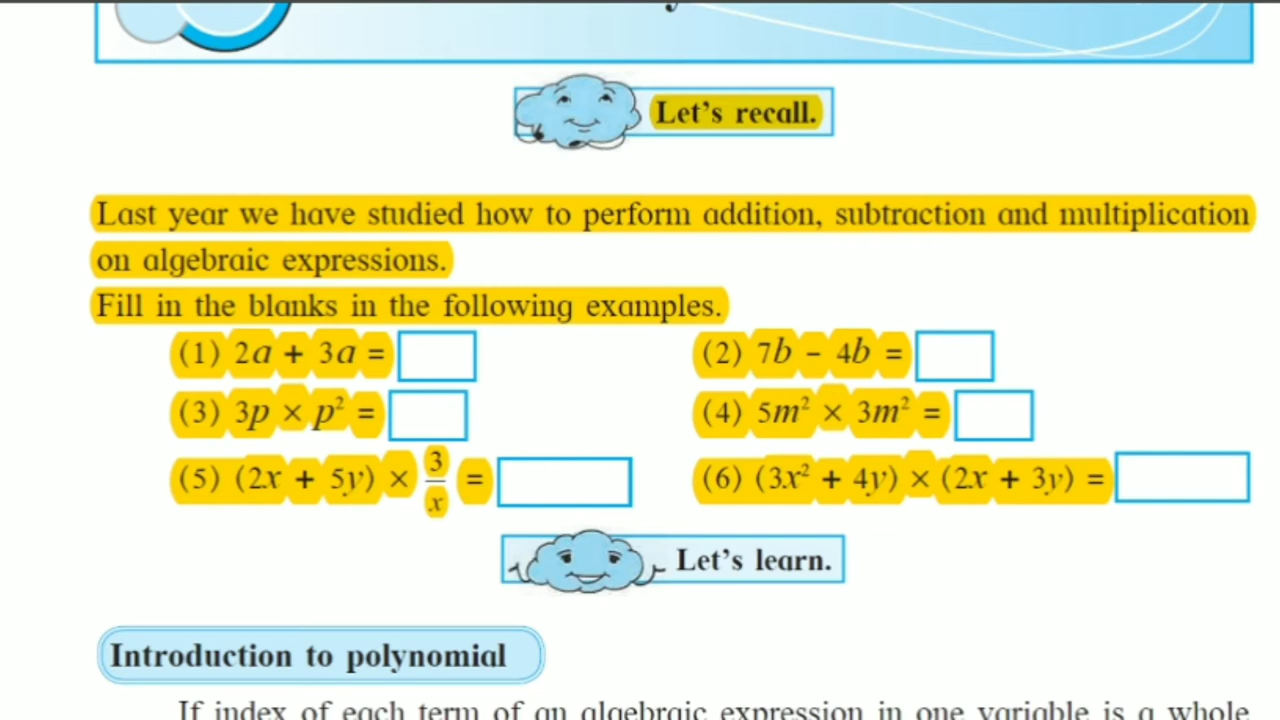 Let's recall.
Last year we have studied how to perform addition, subtraction and multiplication
on algebraic expressions.
Fill in the blanks in the following examples.
(1) 2a + 3a =
(2) 7b - 4b =
(3) 3p × p² =
(4) 5m² × 3m² =
(5) (2x + 5y) × 3/x =
(6) (3x² + 4y) × (2x + 3y) =
Let's learn.
Introduction to polynomial
If index of each term of an algebraic expression in one variable is a whole